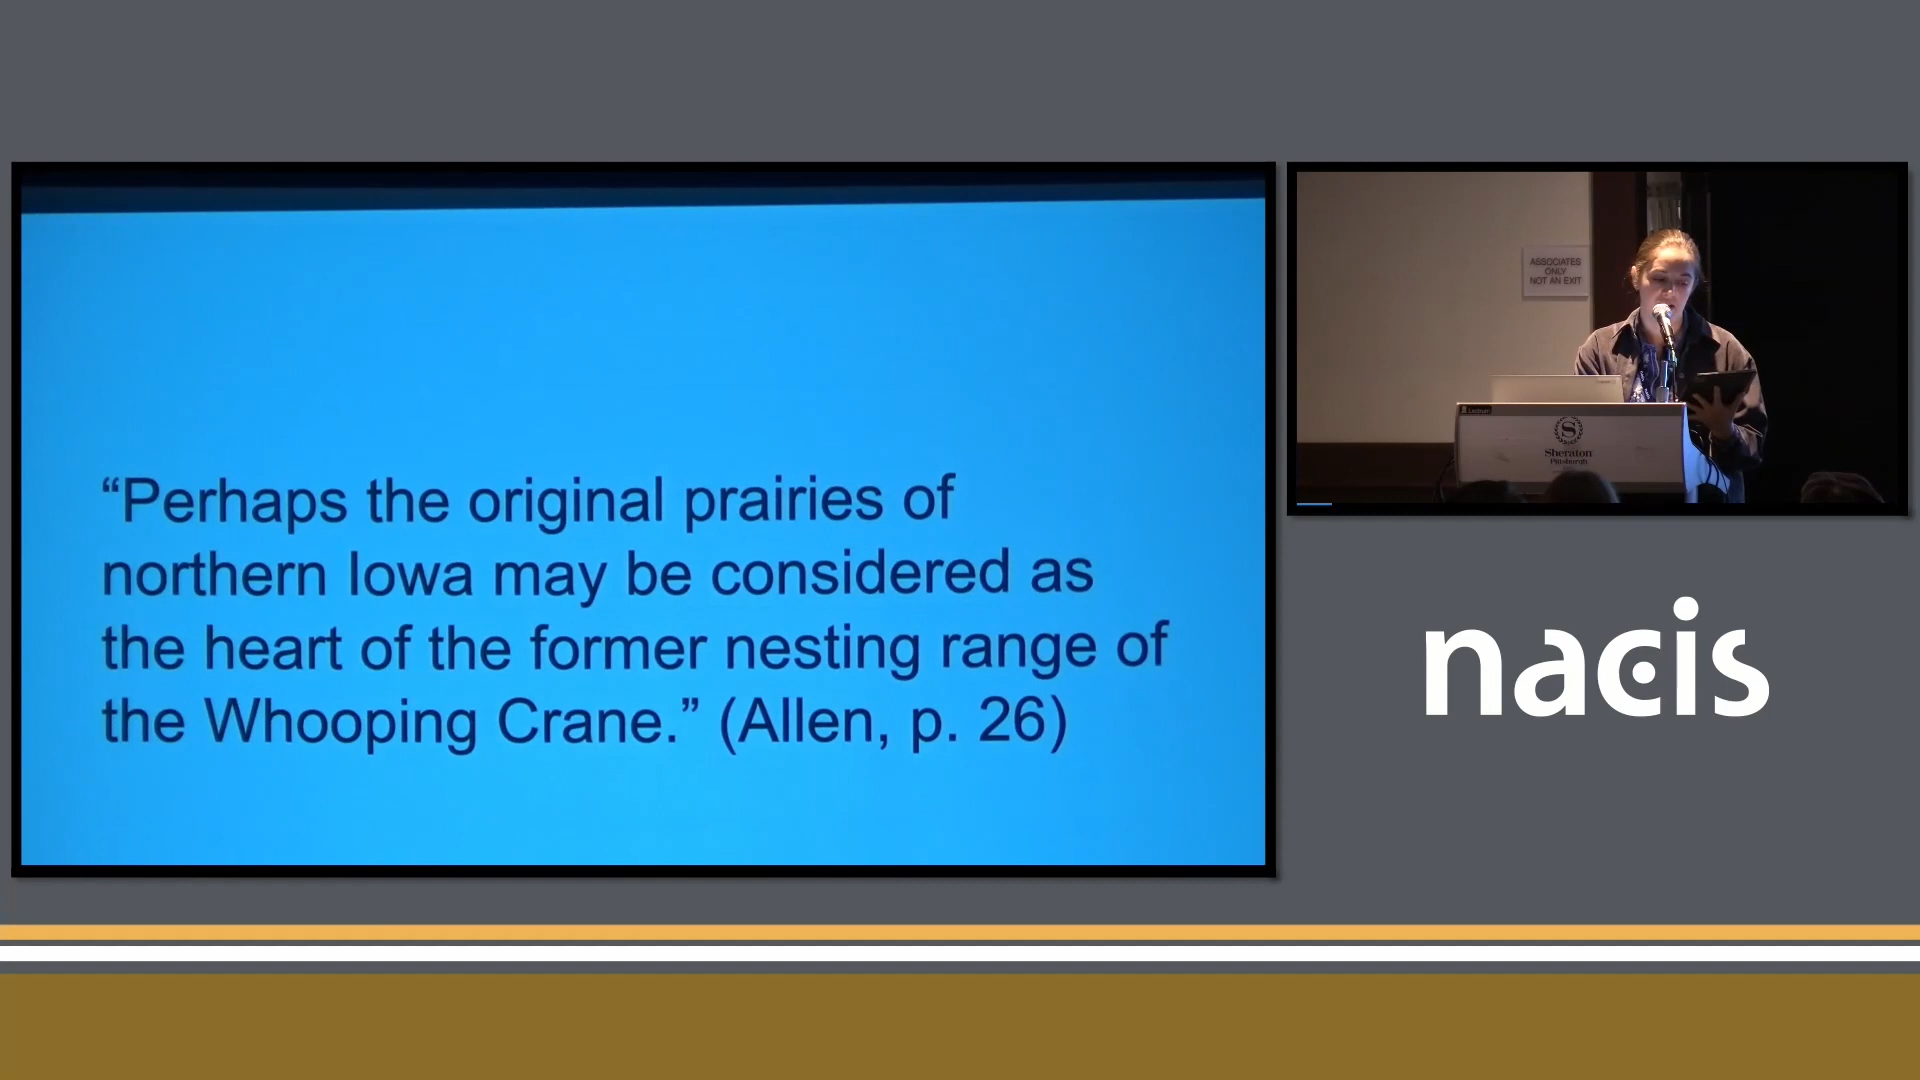 “Perhaps the original prairies of
northern Iowa may be considered as
the heart of the former nesting range of
the Whooping Crane.” (Allen, p. 26)
ASSOCIATES
ONLY
NOT AN EXIT
S
Sheraton
Pittsburgh
nacis